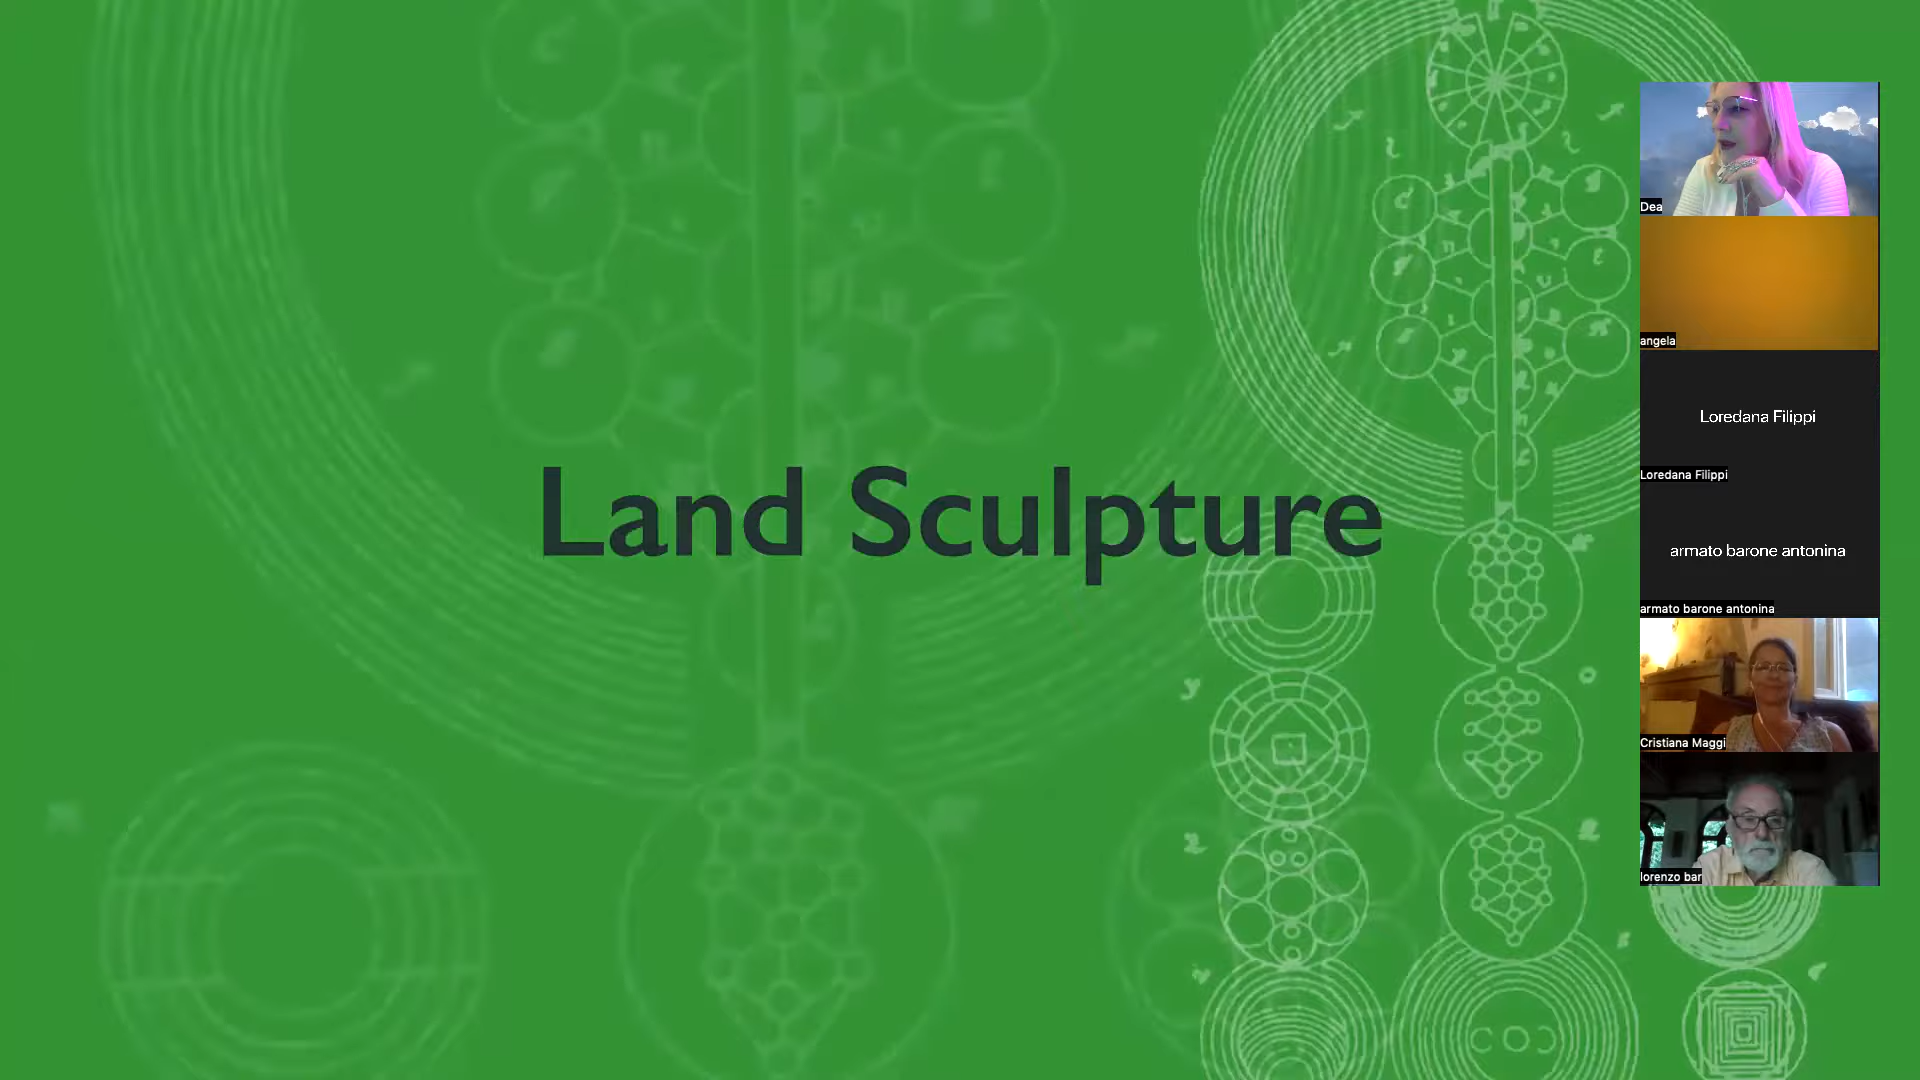 Land Sculpture
Dea
angela
Loredana Filippi
Loredana Filippi
armato barone antonina
armato barone antonina
Cristiana Maggi
lorenzo bar